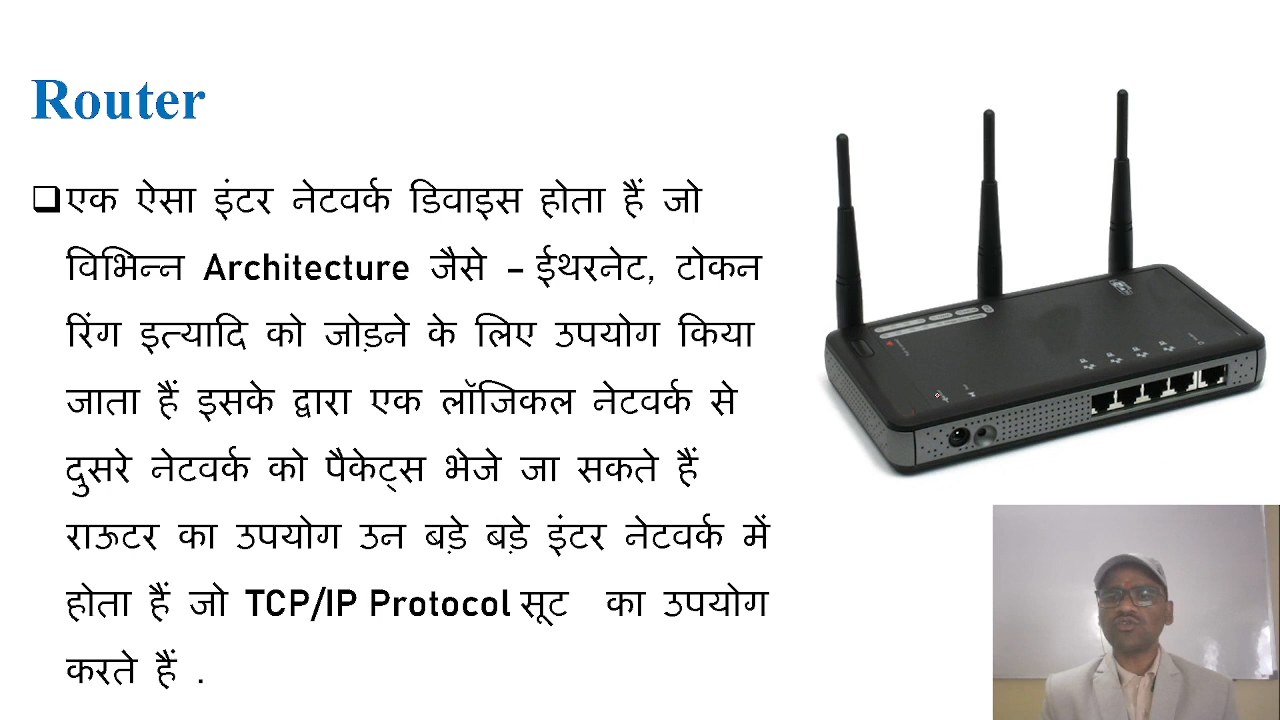 Router
❑एक ऐसा इंटर नेटवर्क डिवाइस होता हैं जो
विभिन्न Architecture जैसे – ईथरनेट, टोकन
रिंग इत्यादि को जोड़ने के लिए उपयोग किया
जाता हैं इसके द्वारा एक लॉजिकल नेटवर्क से
दुसरे नेटवर्क को पैकेट्स भेजे जा सकते हैं
राऊटर का उपयोग उन बड़े बड़े इंटर नेटवर्क में
होता हैं जो TCP/IP Protocol सूट का उपयोग
करते हैं .